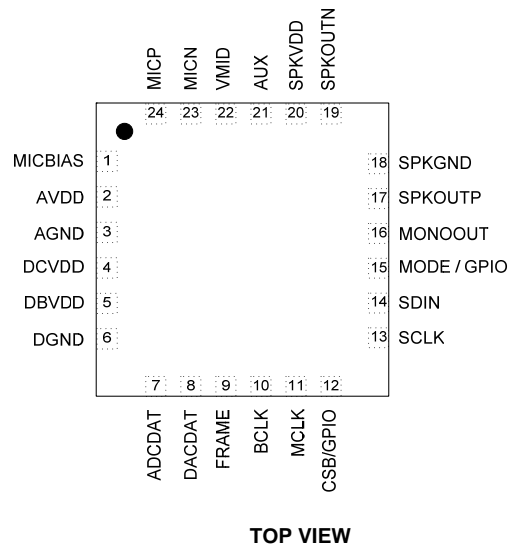 MICP
MICN
VMID
AUX
SPKVDD
SPKOUTN
24 23 22 21 20 19
MICBIAS 1
AVDD 2
AGND 3
DCVDD 4
DBVDD 5
DGND 6
18 SPKGND
17 SPKOUTP
16 MONOOUT
15 MODE / GPIO
14 SDIN
13 SCLK
7 8 9 10 11 12
ADCDAT
DACDAT
FRAME
BCLK
MCLK
CSB/GPIO
TOP VIEW